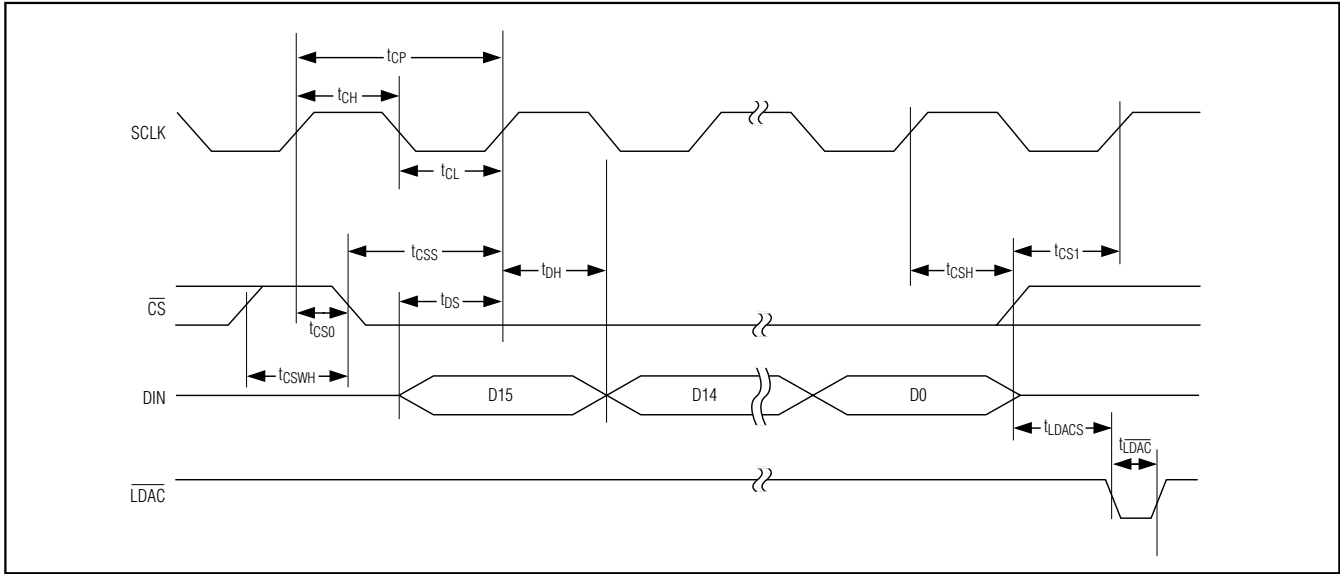 tCP
tCH
SCLK
tCL
tCSS
tDH
tCSH
tCS1
CS
tDS
tCS0
tCSWH
DIN
D15
D14
D0
tLDACS
tLDAC
LDAC